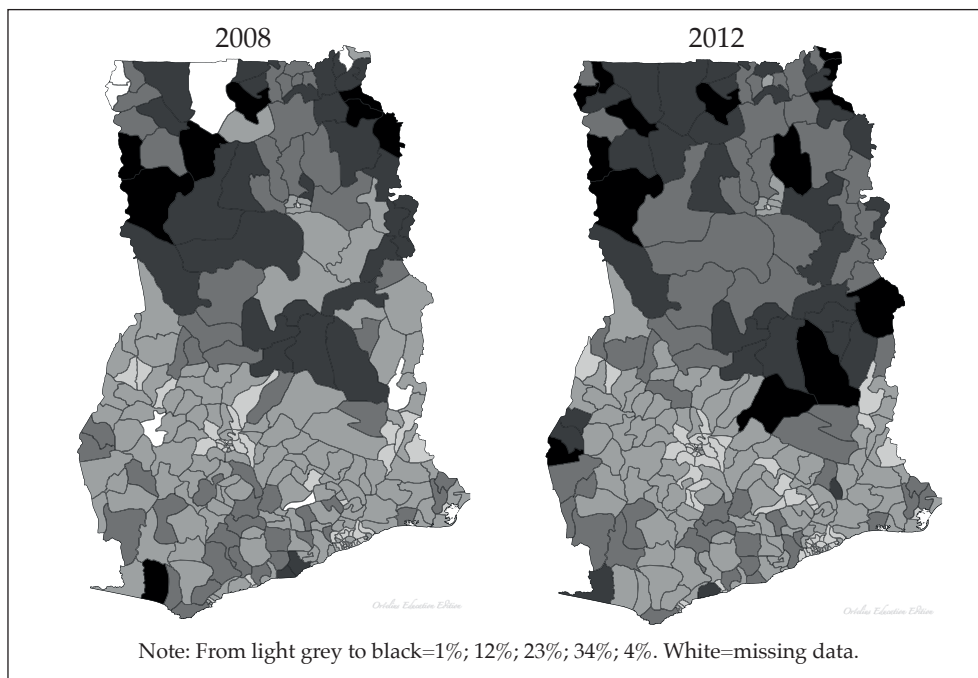 2008 2012
Note: From light grey to black=1%; 12%; 23%; 34%; 4%. White=missing data.